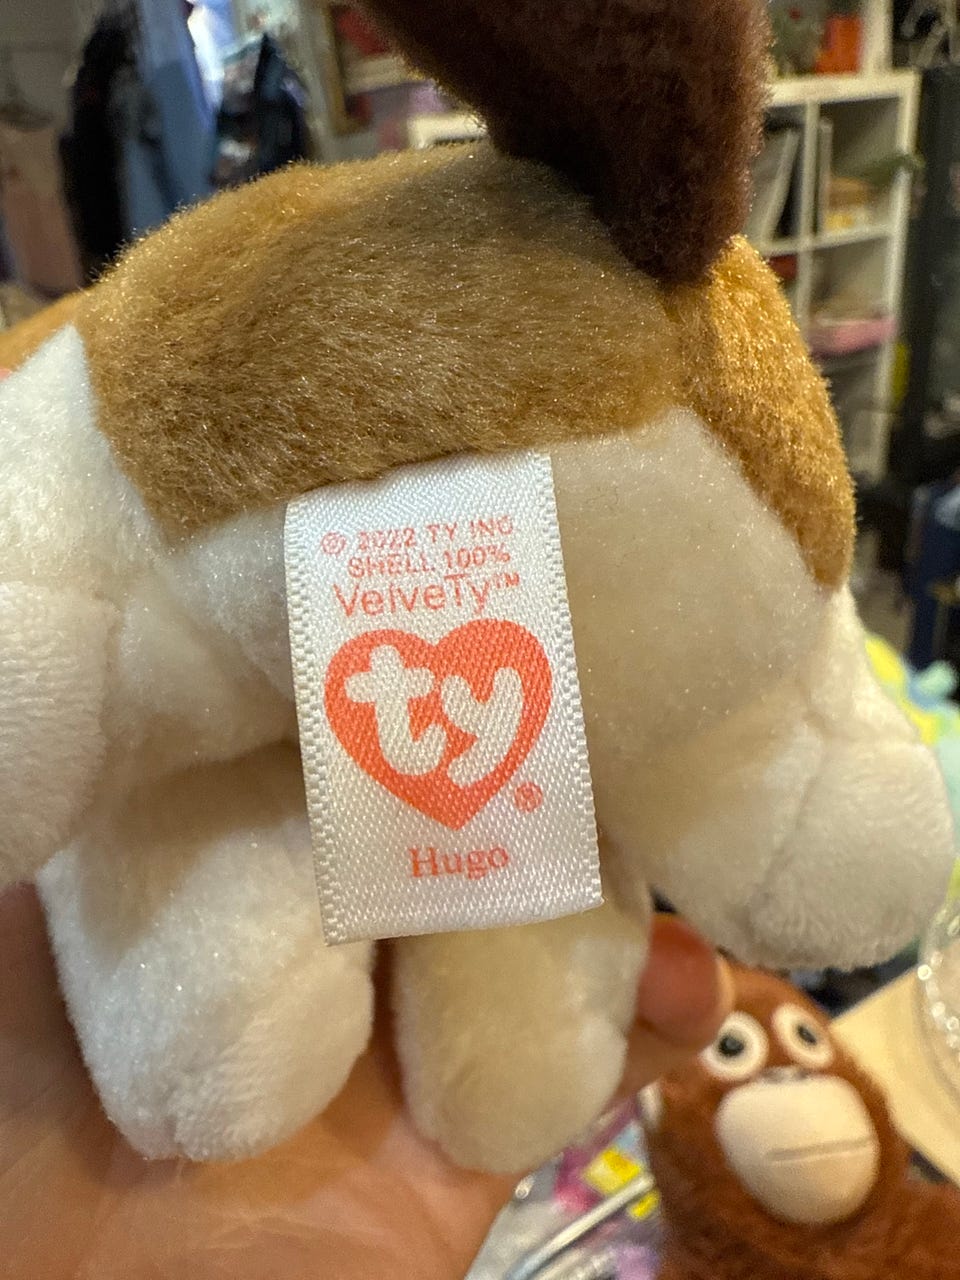 © 2022 TY INC
SHELL 100%
VelveTy™
ty®
Hugo